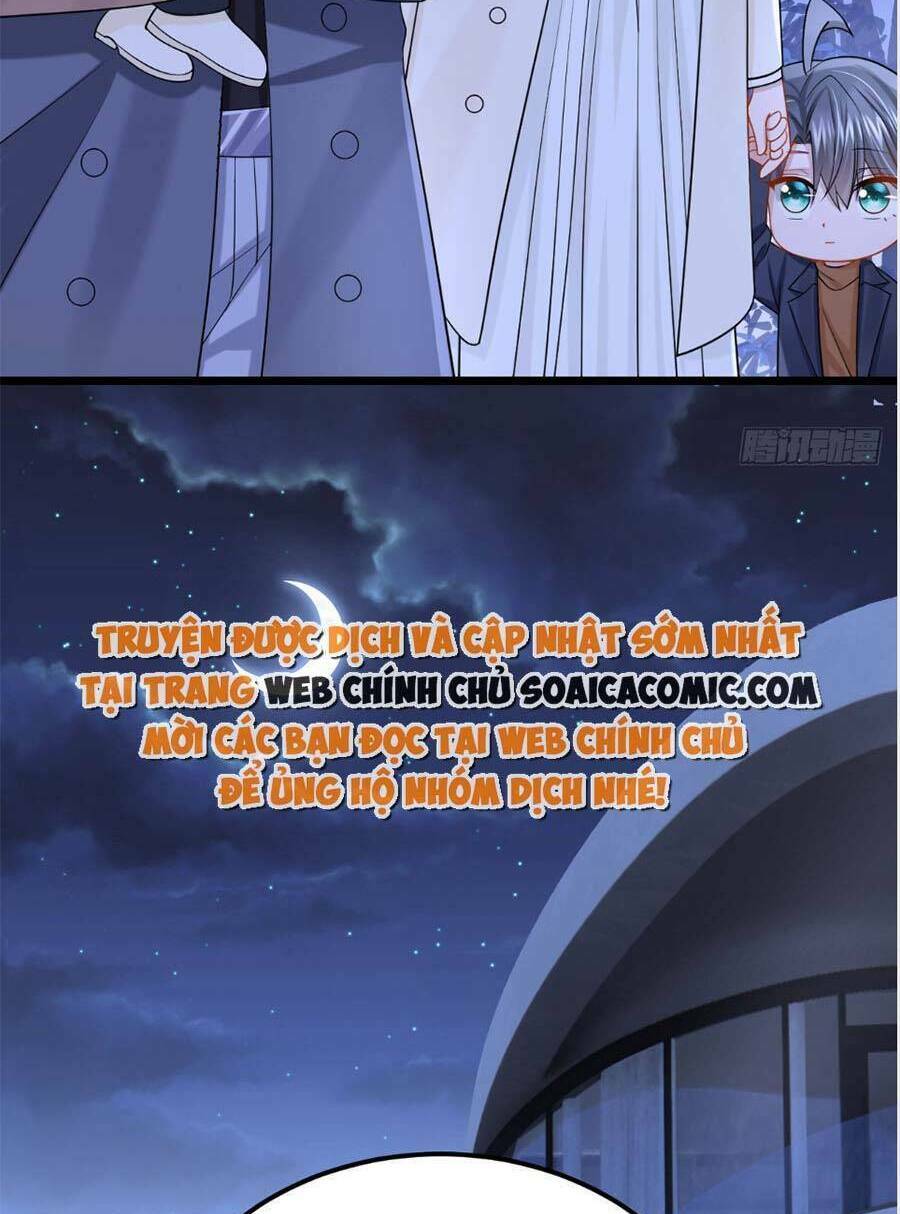 腾讯动漫
TRUYỆN ĐƯỢC DỊCH VÀ CẬP NHẬT SỚM NHẤT
TẠI TRANG WEB CHÍNH CHỦ SOAICACOMIC.COM
MỜI CÁC BẠN ĐỌC TẠI WEB CHÍNH CHỦ
ĐỂ ỦNG HỘ NHÓM DỊCH NHÉ!